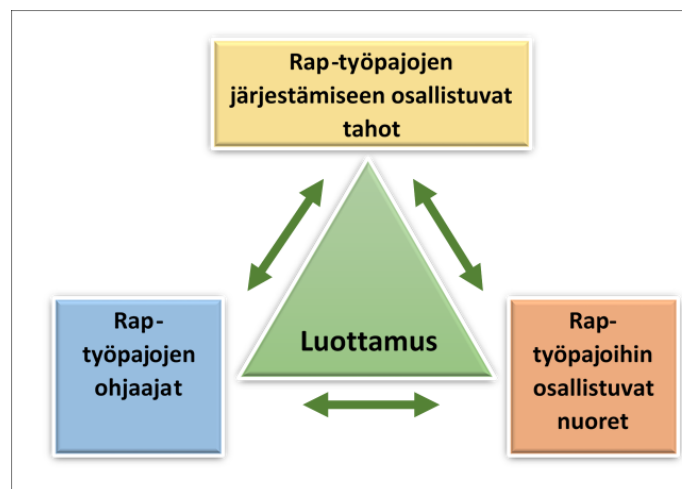 Rap-työpajojen
järjestämiseen osallistuvat
tahot
Rap-
työpajojen
ohjaajat
Luottamus
Rap-
työpajoihin
osallistuvat
nuoret